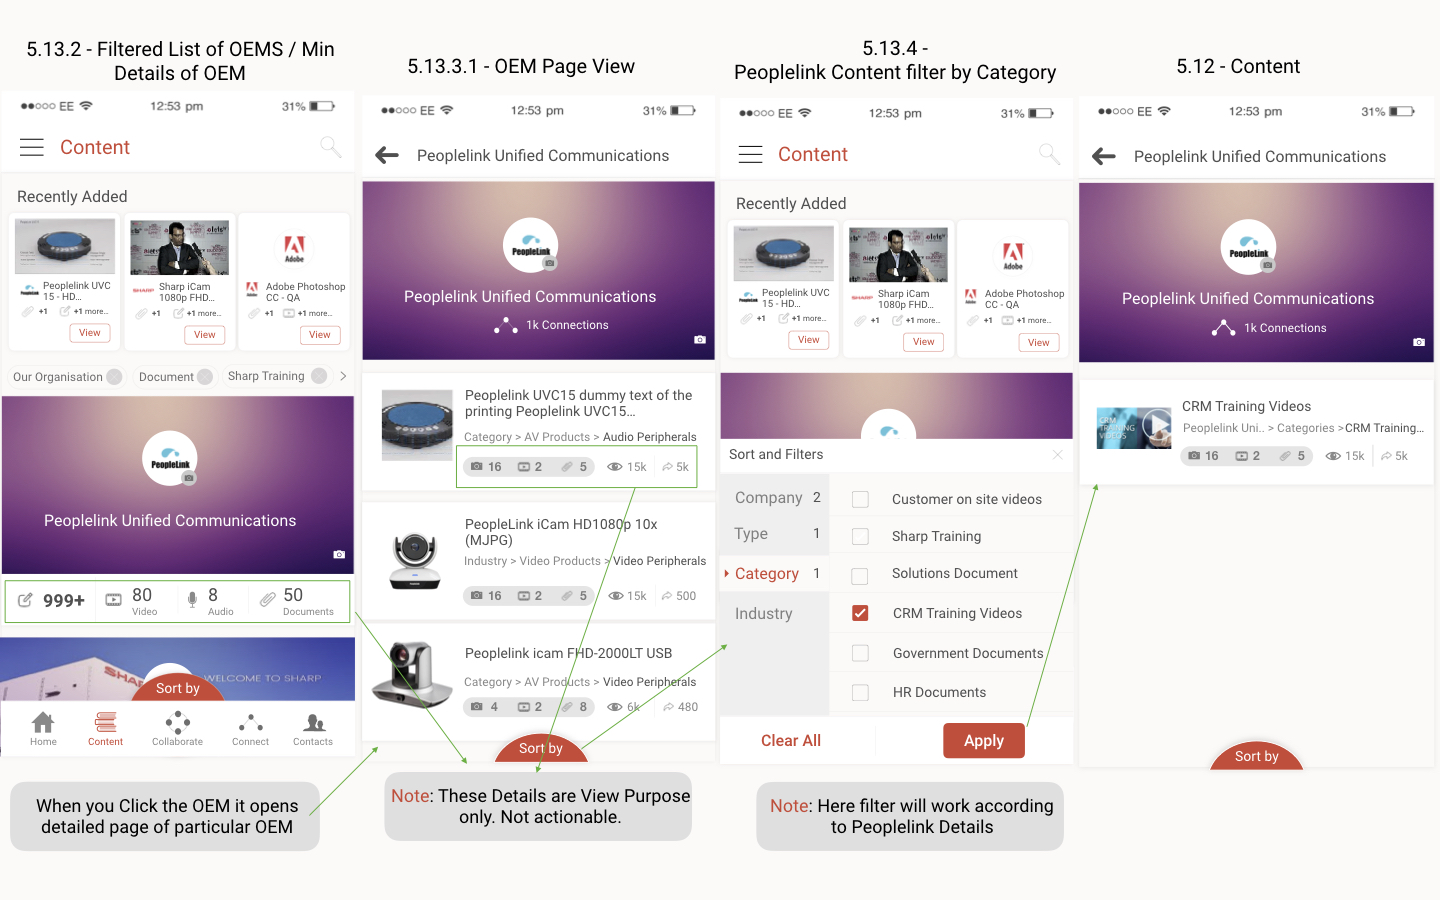 5.13.2 - Filtered List of OEMS / Min
Details of OEM
●●○○○ EE
12:53 pm
31%
Content
Recently Added
PeopleLink
Peoplelink UVC
15 - HD...
+1
+1 more..
View
SHARP
Sharp iCam
1080p FHD...
+1
+1 more..
View
Adobe
Adobe Photoshop
CC - QA
+1
+1 more..
View
Our Organisation
Document
Sharp Training
PeopleLink
Peoplelink Unified Communications
999+
80
Video
8
Audio
50
Documents
SHARP
WELCOME TO SHARP
Sort by
Home
Content
Collaborate
Connect
Contacts
When you Click the OEM it opens
detailed page of particular OEM
5.13.3.1 - OEM Page View
●●○○○ EE
12:53 pm
31%
Peoplelink Unified Communications
PeopleLink
Peoplelink Unified Communications
1k Connections
Peoplelink UVC15 dummy text of the
printing Peoplelink UVC15...
Category > AV Products > Audio Peripherals
16 2 5 15k 5k
PeopleLink iCam HD1080p 10x
(MJPG)
Industry > Video Products > Video Peripherals
16 2 5 15k 500
Peoplelink icam FHD-2000LT USB
Category > AV Products > Video Peripherals
4 2 8 6k 480
Sort by
Note: These Details are View Purpose
only. Not actionable.
5.13.4 -
Peoplelink Content filter by Category
●●○○○ EE
12:53 pm
31%
Content
Recently Added
PeopleLink
Peoplelink UVC
15 - HD...
+1
+1 more..
View
SHARP
Sharp iCam
1080p FHD...
+1
+1 more..
View
Adobe
Adobe Photoshop
CC - QA
+1
+1 more..
View
Sort and Filters
Company 2
Type 1
Category 1
Industry
Customer on site videos
Sharp Training
Solutions Document
CRM Training Videos
Government Documents
HR Documents
Clear All
Apply
Note: Here filter will work according
to Peoplelink Details
5.12 - Content
●●○○○ EE
12:53 pm
31%
Peoplelink Unified Communications
PeopleLink
Peoplelink Unified Communications
1k Connections
CRM
TRAINING
VIDEOS
CRM Training Videos
Peoplelink Uni.. > Categories >CRM Training...
16 2 5 15k 5k
Sort by